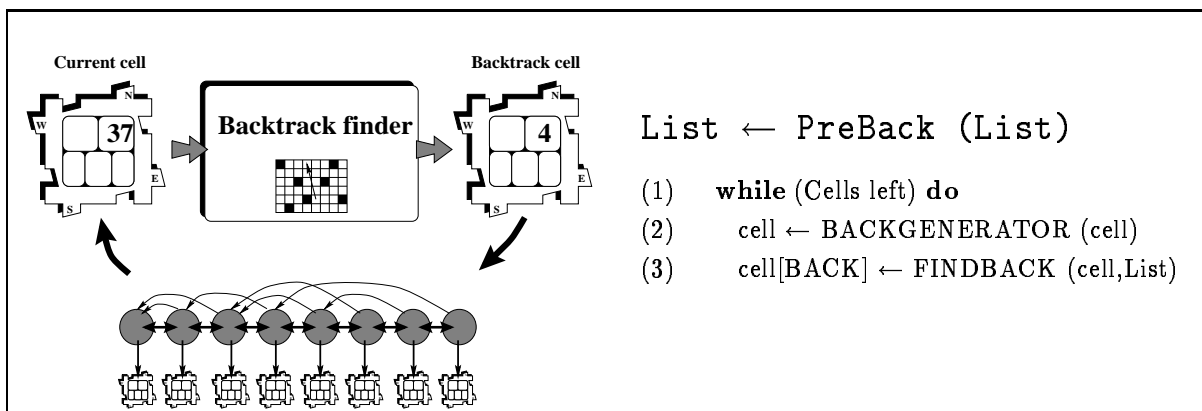 Current cell
Backtrack cell
N
W
37
E
S
Backtrack finder
N
W
4
E
S
List ← PreBack (List)
(1) while (Cells left) do
(2) cell ← BACKGENERATOR (cell)
(3) cell[BACK] ← FINDBACK (cell,List)